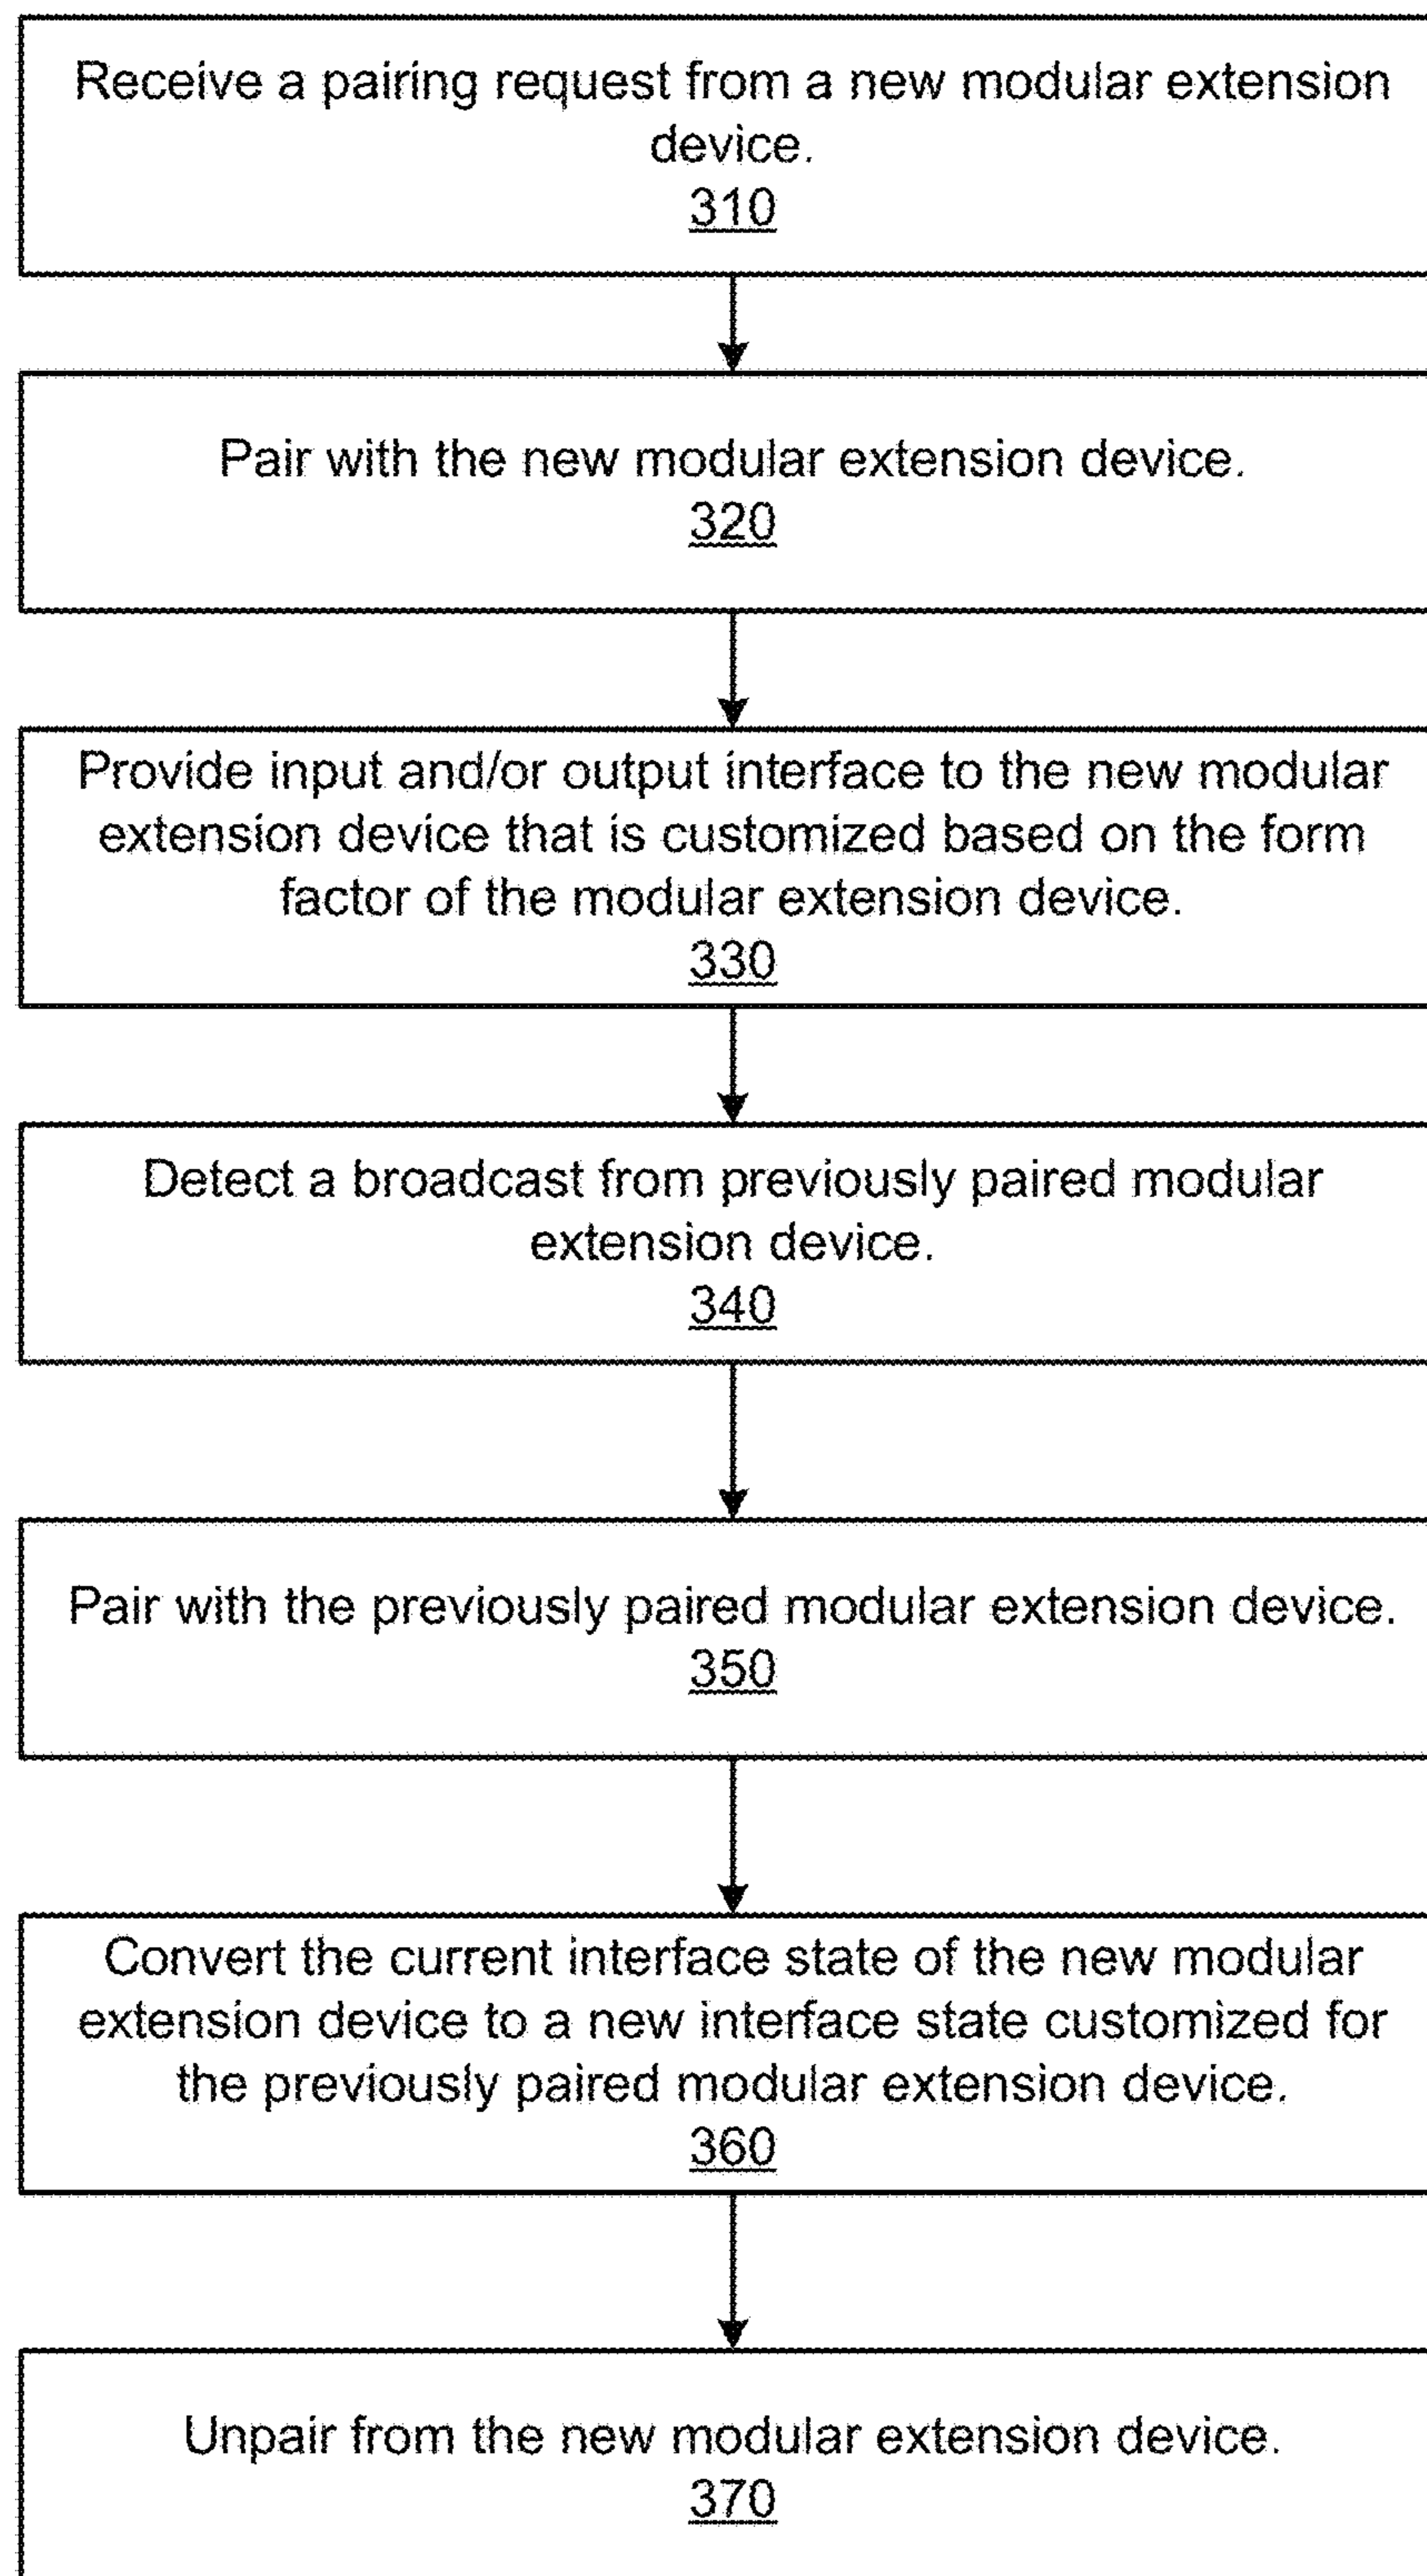 Receive a pairing request from a new modular extension
device.
310
Pair with the new modular extension device.
320
Provide input and/or output interface to the new modular
extension device that is customized based on the form
factor of the modular extension device.
330
Detect a broadcast from previously paired modular
extension device.
340
Pair with the previously paired modular extension device.
350
Convert the current interface state of the new modular
extension device to a new interface state customized for
the previously paired modular extension device.
360
Unpair from the new modular extension device.
370